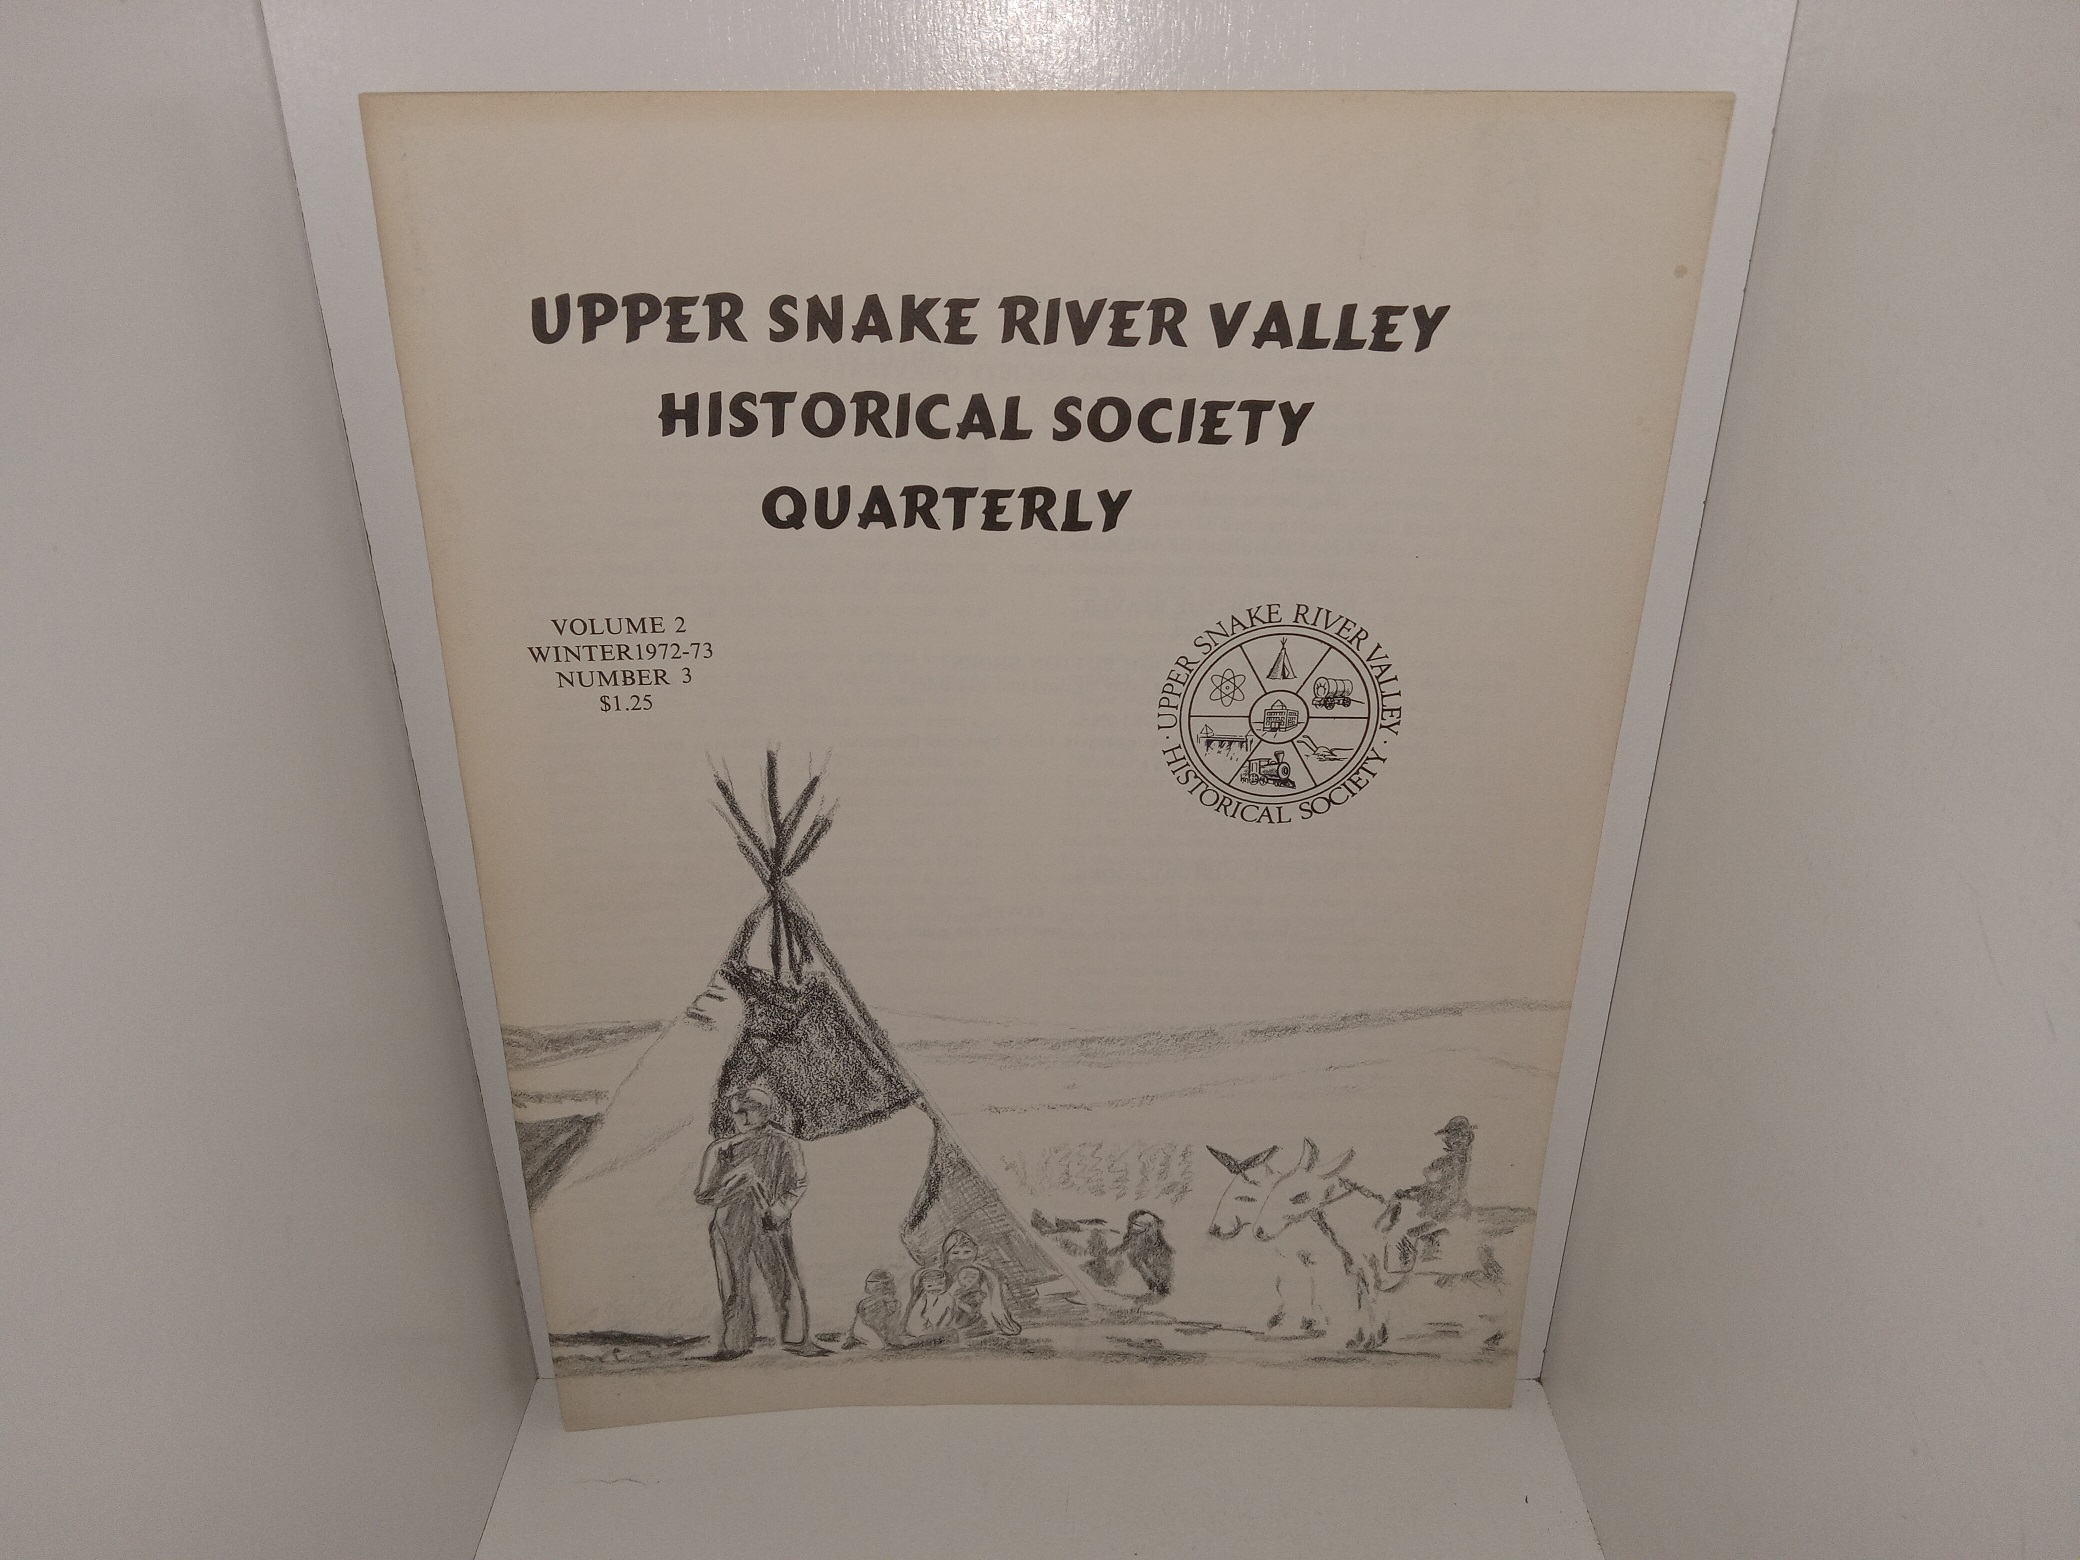 UPPER SNAKE RIVER VALLEY
HISTORICAL SOCIETY
QUARTERLY
VOLUME 2
WINTER1972-73
NUMBER 3
$1.25
· UPPER SNAKE RIVER VALLEY ·
HISTORICAL SOCIETY